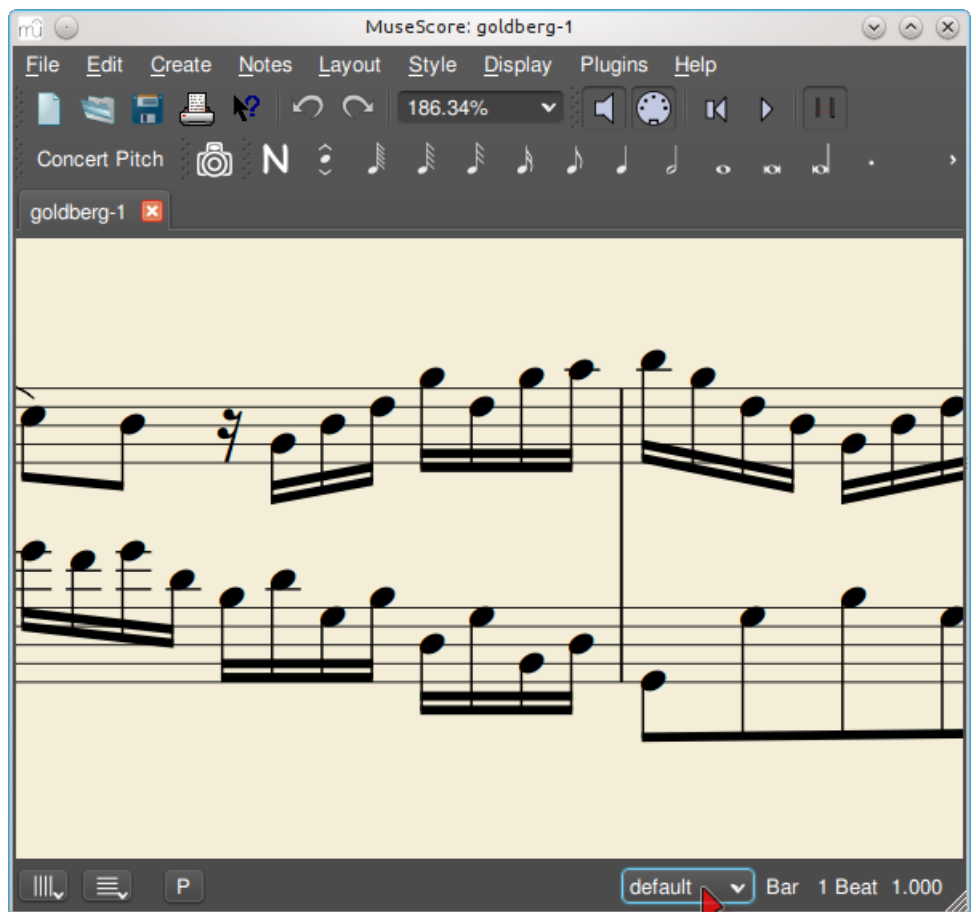 MuseScore: goldberg-1
File Edit Create Notes Layout Style Display Plugins Help
186.34%
Concert Pitch N
goldberg-1
P default Bar 1 Beat 1.000